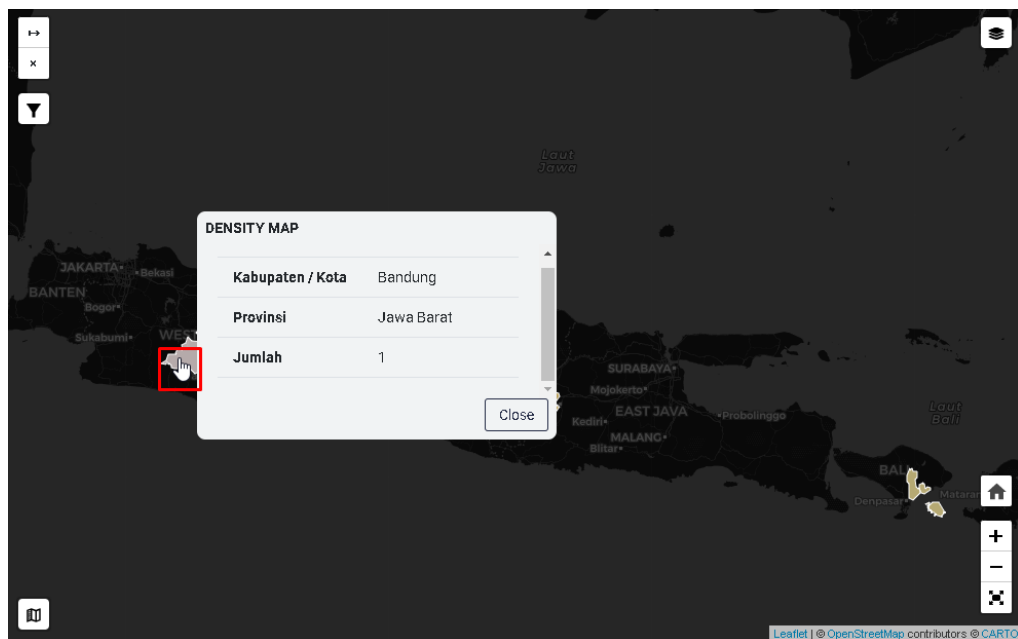 Laut
Jawa
DENSITY MAP
Kabupaten / Kota Bandung
Provinsi Jawa Barat
Jumlah 1
Close
JAKARTA
Bekasi
BANTEN
Bogor
Sukabumi
WES
SURABAYA
Mojokerto
Kediri
EAST JAVA
Probolinggo
MALANG
Blitar
Laut
Bali
BALI
Denpasar
Mataram
Leaflet | © OpenStreetMap contributors © CARTO